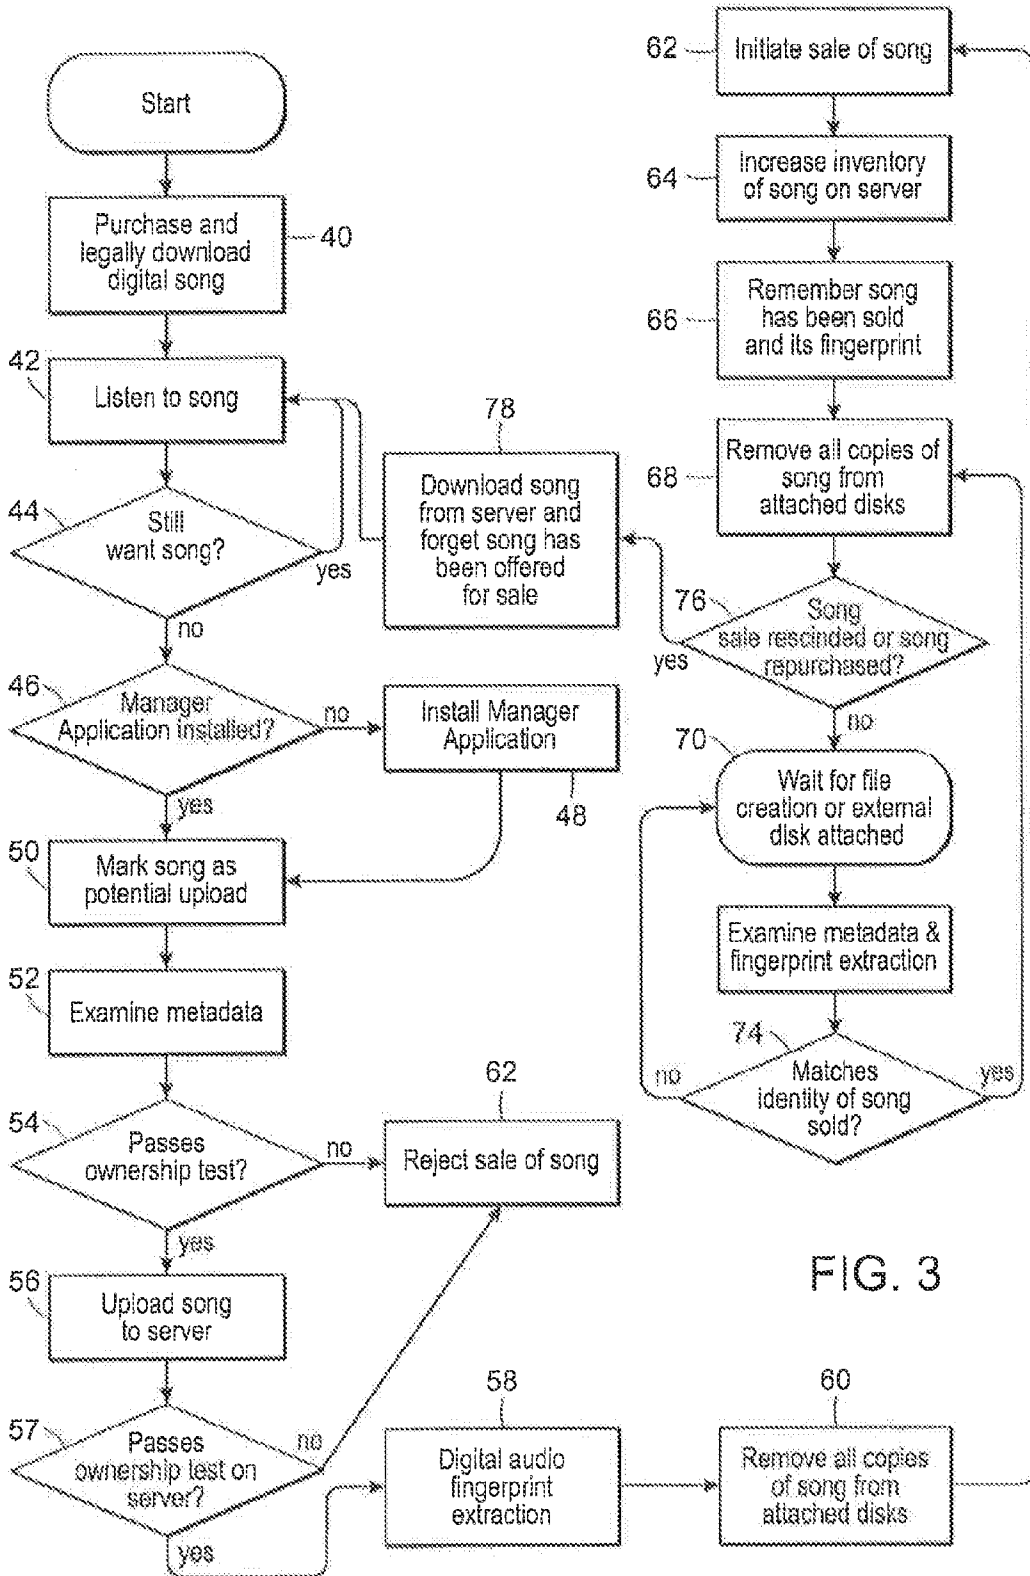 Start
Purchase and
legally download
digital song
40
42
Listen to song
44
Still
want song?
yes
no
46
Manager
Application installed?
no
yes
Install Manager
Application
48
50
Mark song as
potential upload
52
Examine metadata
54
Passes
ownership test?
no
yes
62
Reject sale of song
56
Upload song
to server
57
Passes
ownership test on
server?
no
yes
58
Digital audio
fingerprint
extraction
60
Remove all copies
of song from
attached disks
62
Initiate sale of song
64
Increase inventory
of song on server
66
Remember song
has been sold
and its fingerprint
68
Remove all copies of
song from
attached disks
76
Song
sale rescinded or song
repurchased?
yes
no
78
Download song
from server and
forget song has
been offered
for sale
70
Wait for file
creation or external
disk attached
Examine metadata &
fingerprint extraction
74
Matches
identity of song
sold?
no
yes
FIG. 3